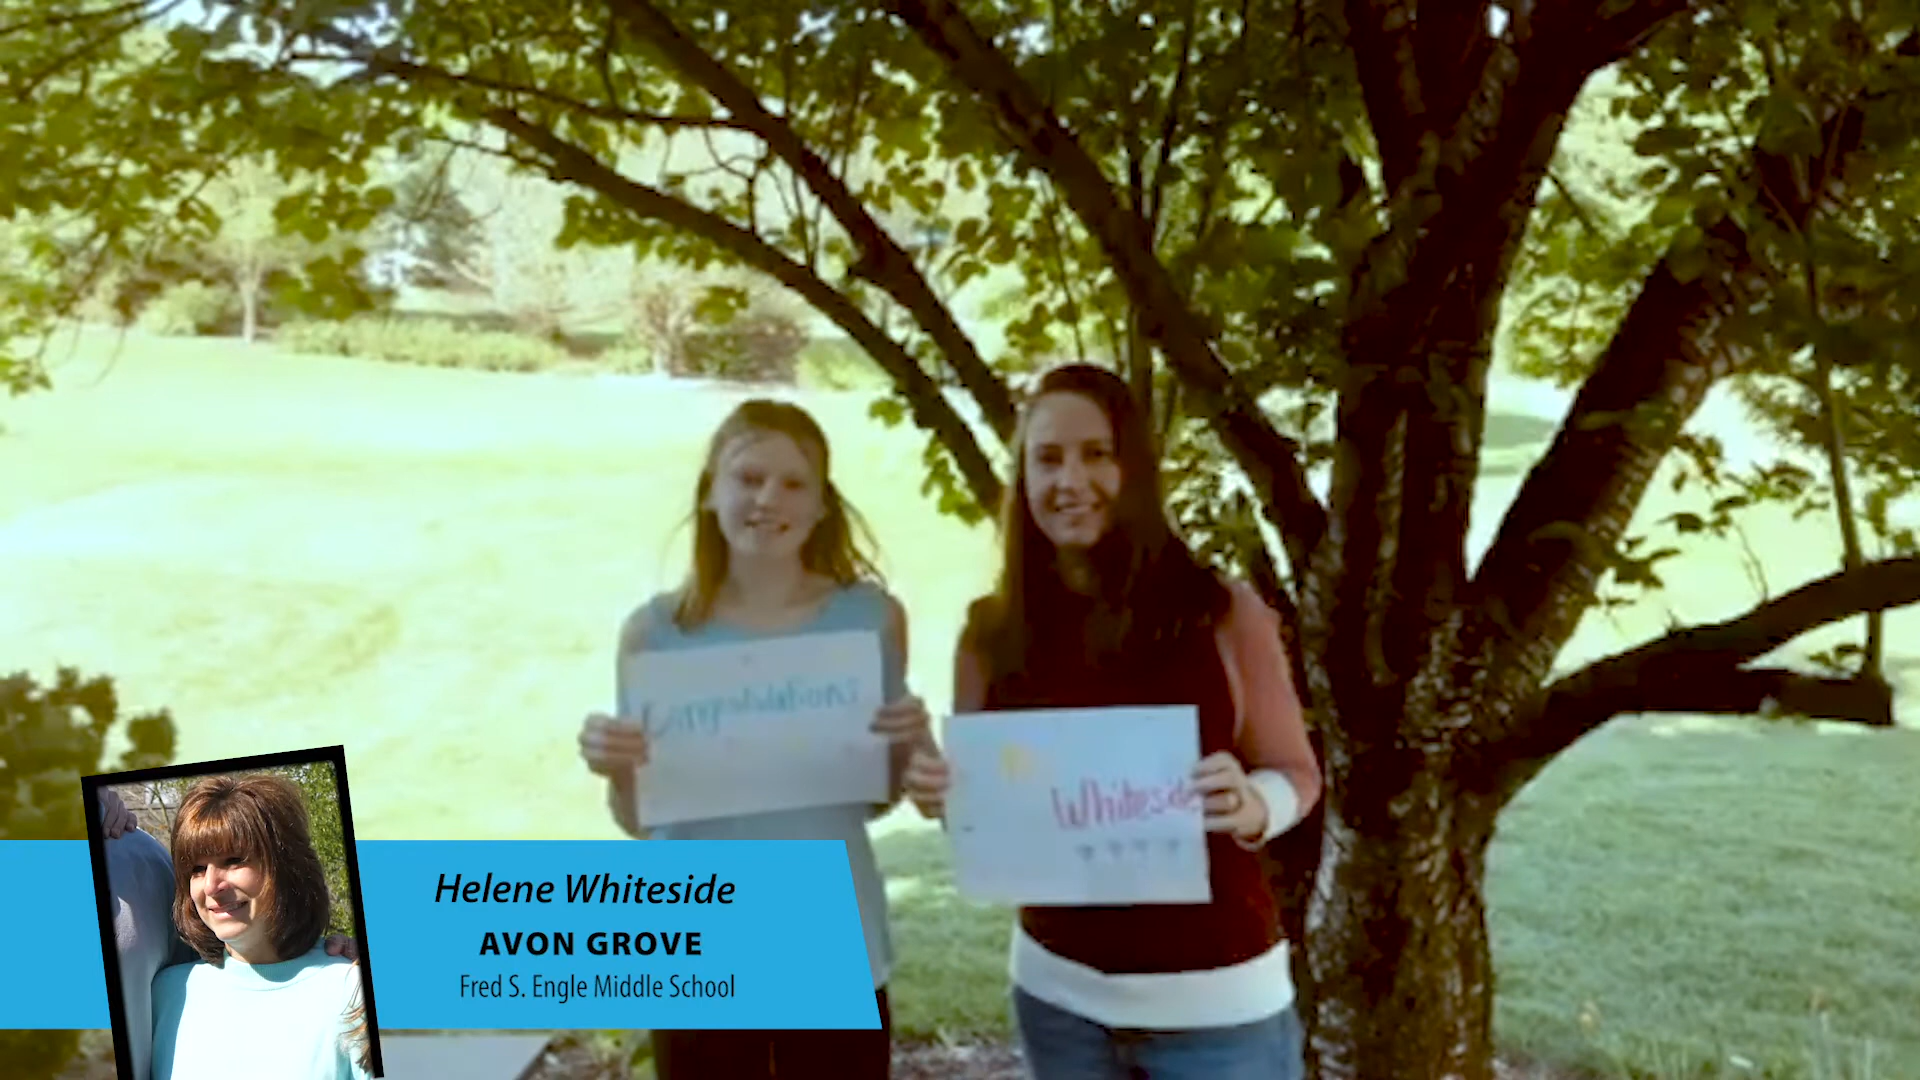 Congratulations
Whiteside
Helene Whiteside
AVON GROVE
Fred S. Engle Middle School